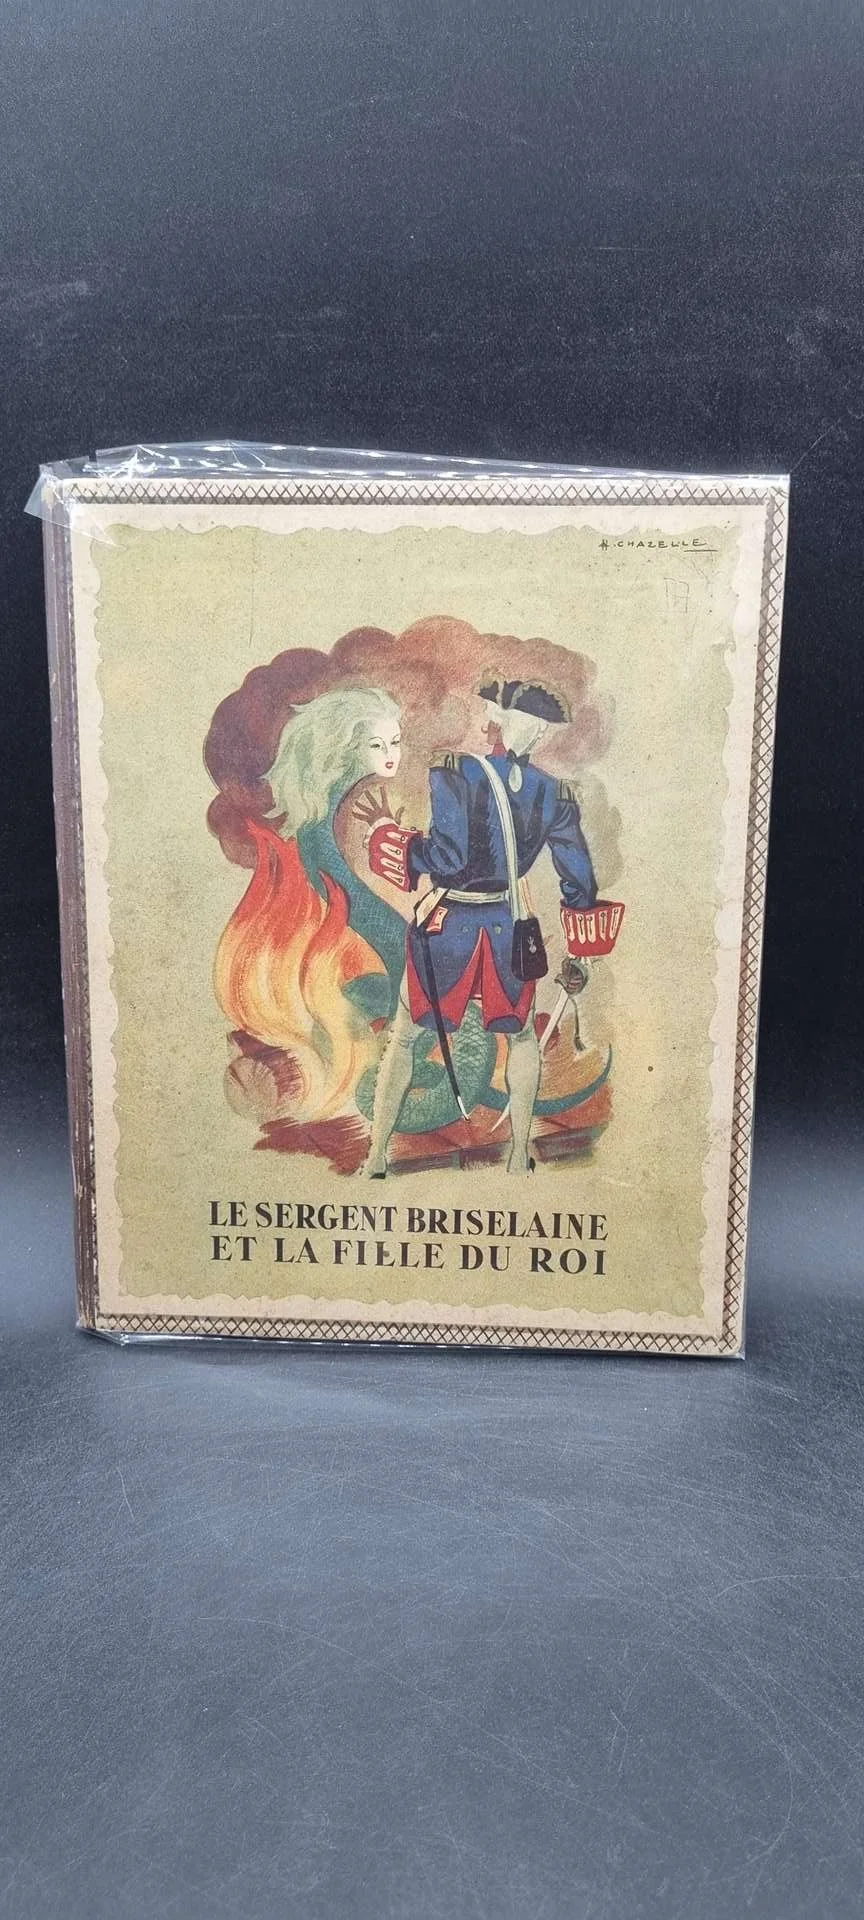 H. CHAZELLE
LE SERGENT BRISELAINE
ET LA FILLE DU ROI